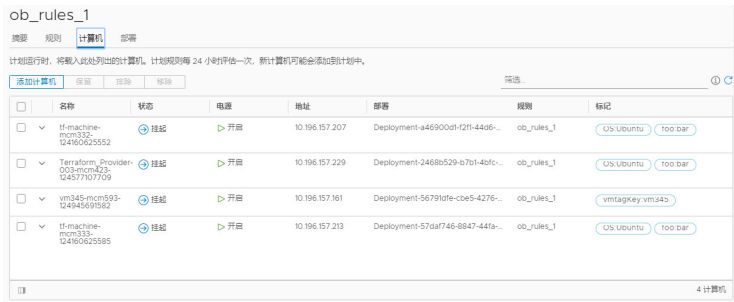 ob_rules_1
摘要 规则 计算机 部署
计划运行时，将载入此处列出的计算机。计划规则每 24 小时评估一次，新计算机可能会添加到计划中。
添加计算机 保留 排除 移除 筛选...
名称 状态 电源 地址 部署 规则 标记
tf-machine- 挂起 开启 10.196.157.207 Deployment-a46900d1-f2f1-44d6-... ob_rules_1 OS:Ubuntu foo:bar
mcm332-
124160625552
Terraform_Provider- 挂起 开启 10.196.157.229 Deployment-2468b529-b7b1-4bfc-... ob_rules_1 OS:Ubuntu foo:bar
003-mcm423-
124577107709
vm345-mcm593- 挂起 开启 10.196.157.161 Deployment-56791dfe-cbe5-4276-... ob_rules_1 vmtagKey:vm345
124945691582
tf-machine- 挂起 开启 10.196.157.213 Deployment-57daf746-8847-44fa-... ob_rules_1 OS:Ubuntu foo:bar
mcm333-
124160625585
4 计算机